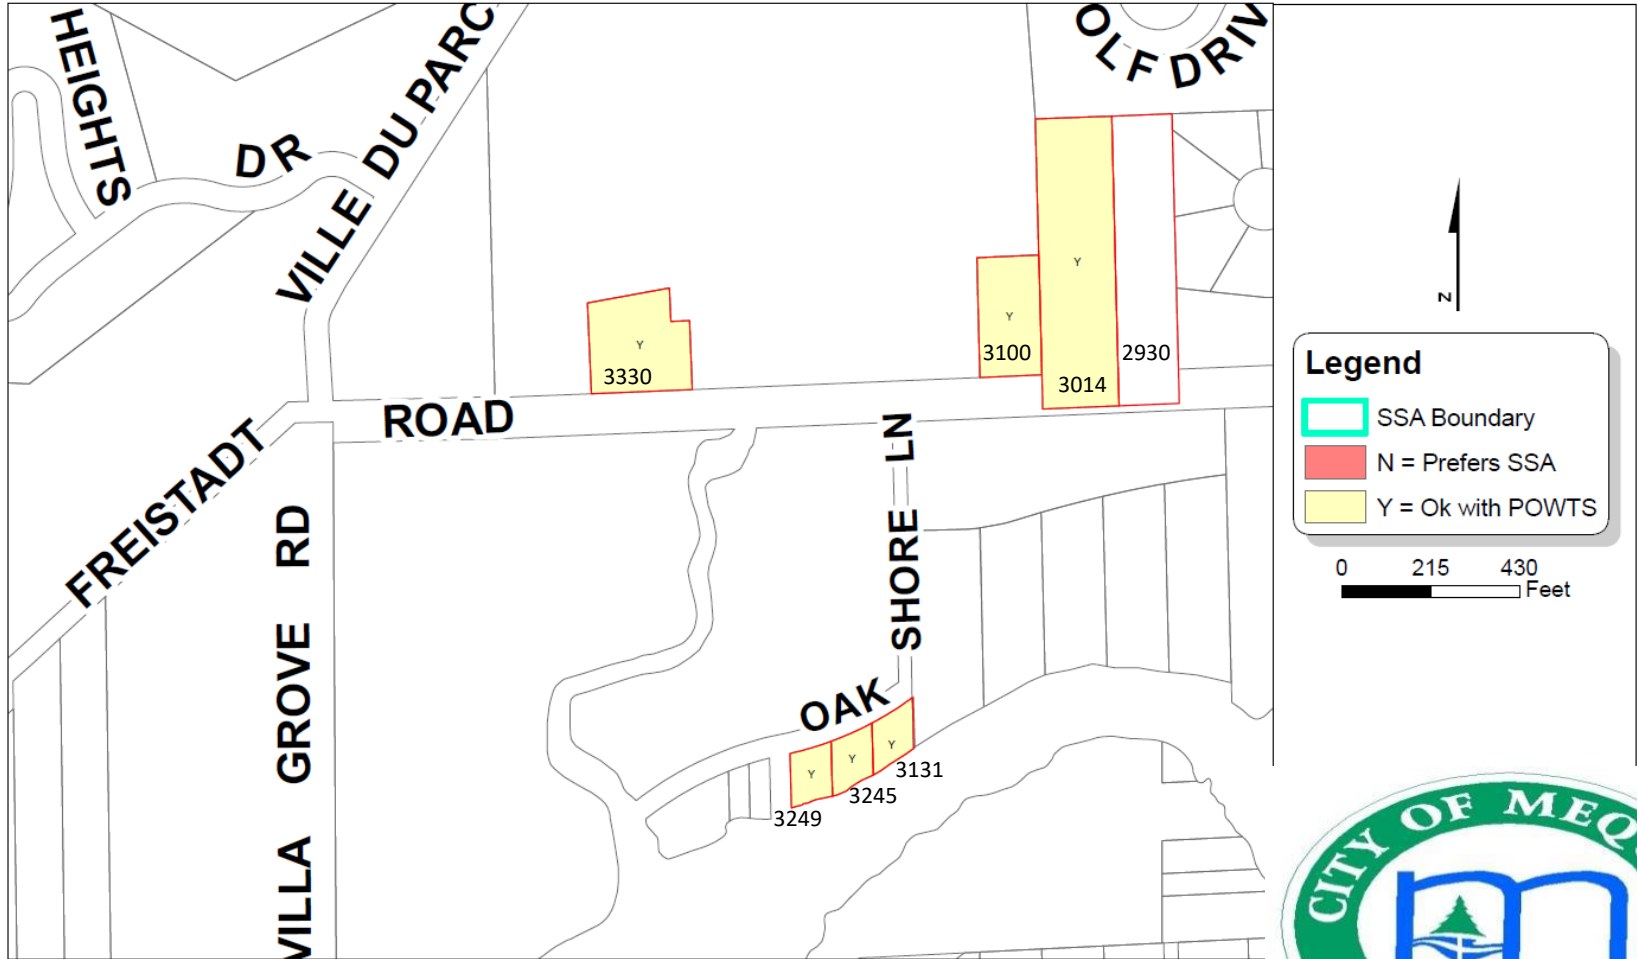 HEIGHTS
DR
VILLE DU PARC
OLF DRIV
Y
Y
Y
3330
3100
3014
2930
FREISTADT
ROAD
VILLA GROVE RD
SHORE LN
OAK
Y
Y
Y
3131
3245
3249
N
Legend
SSA Boundary
N = Prefers SSA
Y = Ok with POWTS
0 215 430
Feet
CITY OF MEQ